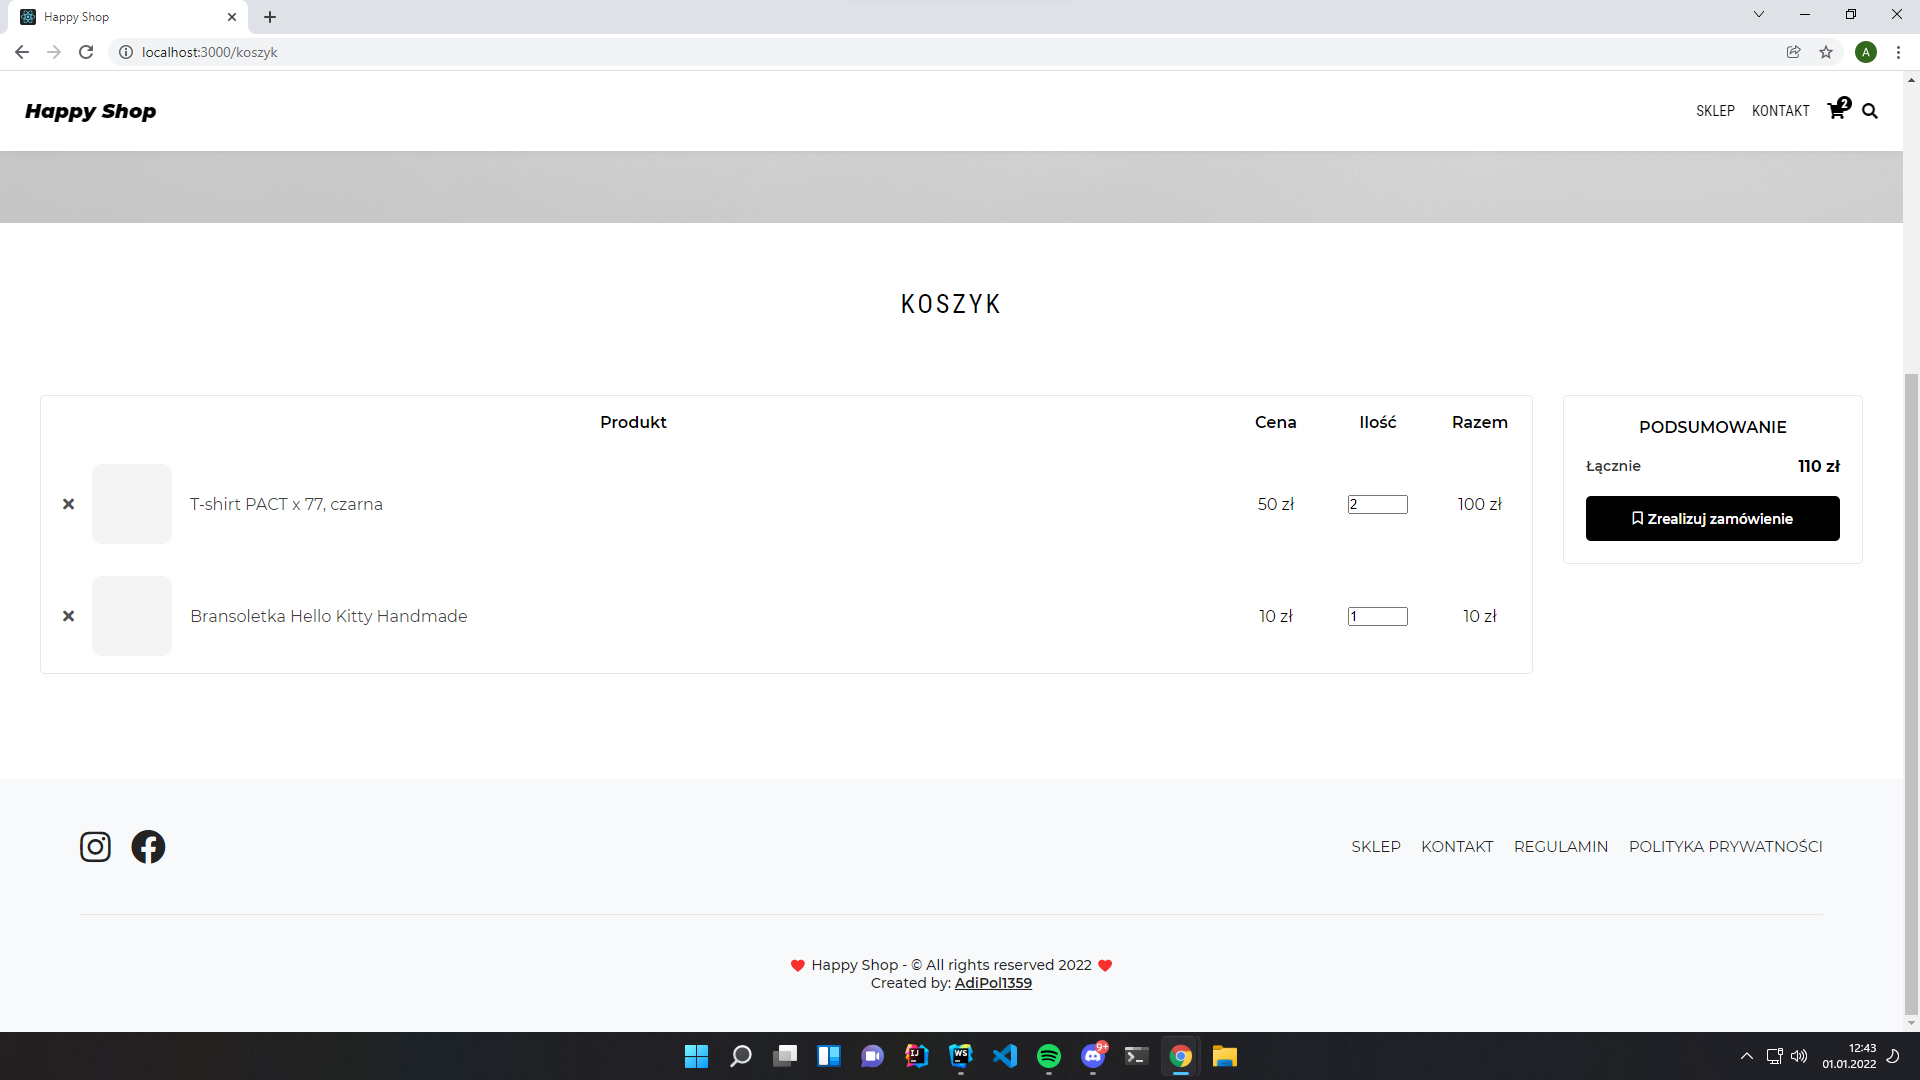 Happy Shop
localhost:3000/koszyk
A
Happy Shop
SKLEP KONTAKT 2
KOSZYK
Produkt Cena Ilość Razem
T-shirt PACT x 77, czarna 50 zł 2 100 zł
Bransoletka Hello Kitty Handmade 10 zł 1 10 zł
PODSUMOWANIE
Łącznie 110 zł
Zrealizuj zamówienie
SKLEP KONTAKT REGULAMIN POLITYKA PRYWATNOŚCI
Happy Shop - © All rights reserved 2022
Created by: AdiPol1359
IJ WS 9+
12:43
01.01.2022